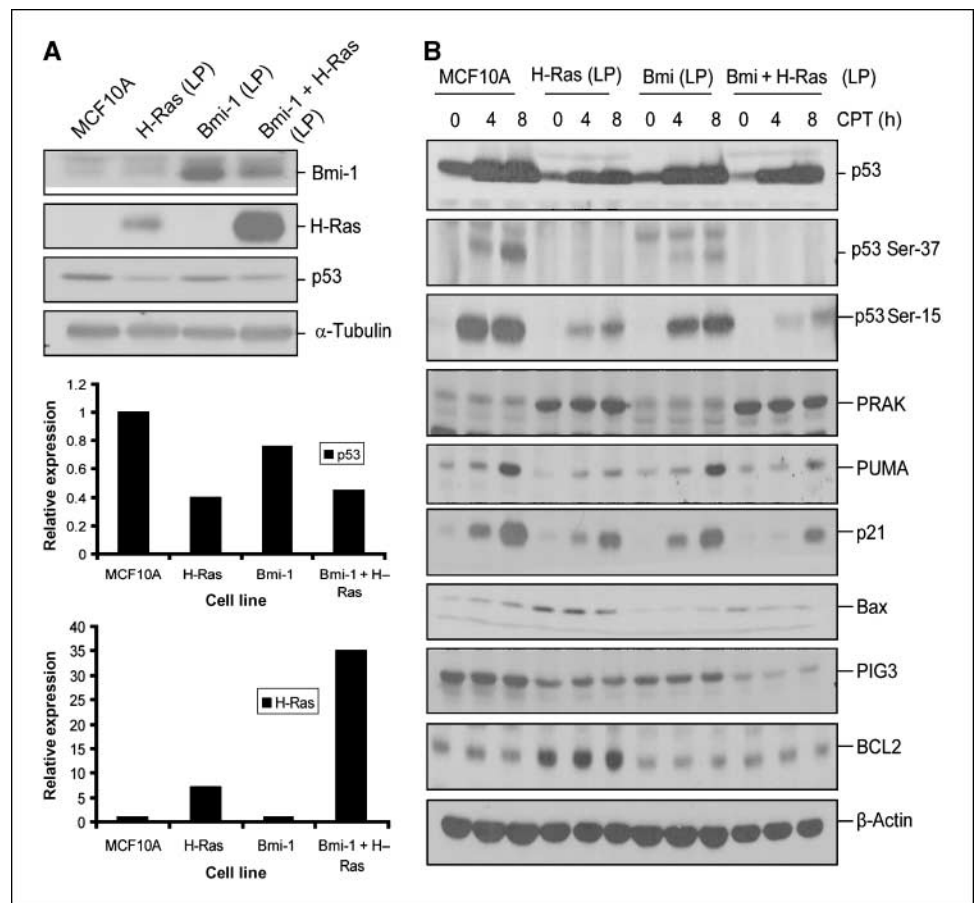 A
MCF10A
H-Ras (LP)
Bmi-1 (LP)
Bmi-1 + H-Ras
(LP)
Bmi-1
H-Ras
p53
α-Tubulin
Relative expression
1.2
1
0.8
0.6
0.4
0.2
0
p53
MCF10A
H-Ras
Bmi-1
Bmi-1 + H–
Ras
Cell line
Relative expression
40
35
30
25
20
15
10
5
0
H-Ras
MCF10A
H-Ras
Bmi-1
Bmi-1 + H–
Ras
Cell line
B
MCF10A H-Ras (LP) Bmi (LP) Bmi + H-Ras (LP)
0 4 8 0 4 8 0 4 8 0 4 8 CPT (h)
p53
p53 Ser-37
p53 Ser-15
PRAK
PUMA
p21
Bax
PIG3
BCL2
β-Actin